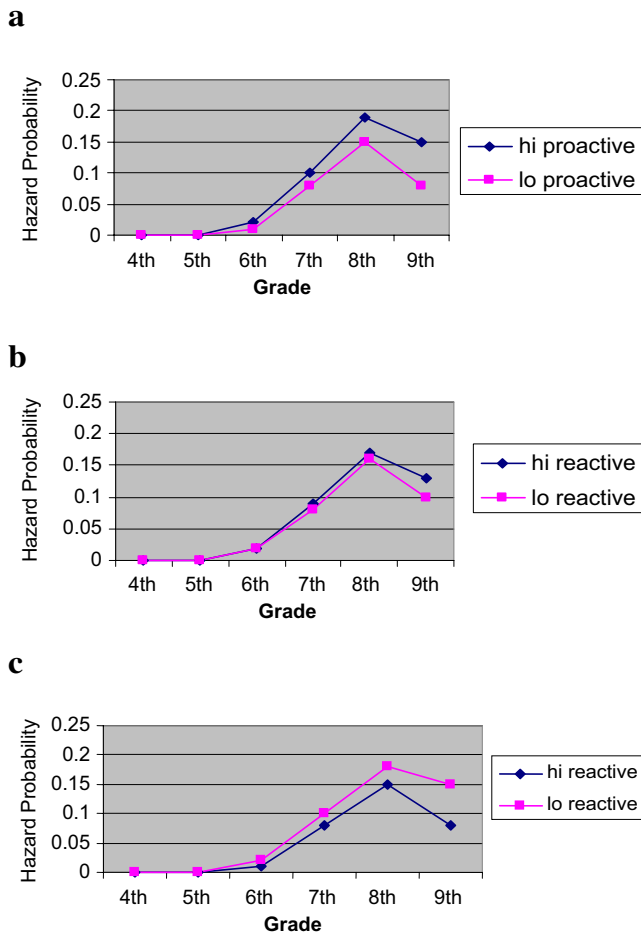 a
0.25
0.2
0.15
0.1
0.05
0
Hazard Probability
4th 5th 6th 7th 8th 9th
Grade
hi proactive
lo proactive
b
0.25
0.2
0.15
0.1
0.05
0
Hazard Probability
4th 5th 6th 7th 8th 9th
Grade
hi reactive
lo reactive
c
0.25
0.2
0.15
0.1
0.05
0
Hazard Probability
4th 5th 6th 7th 8th 9th
Grade
hi reactive
lo reactive